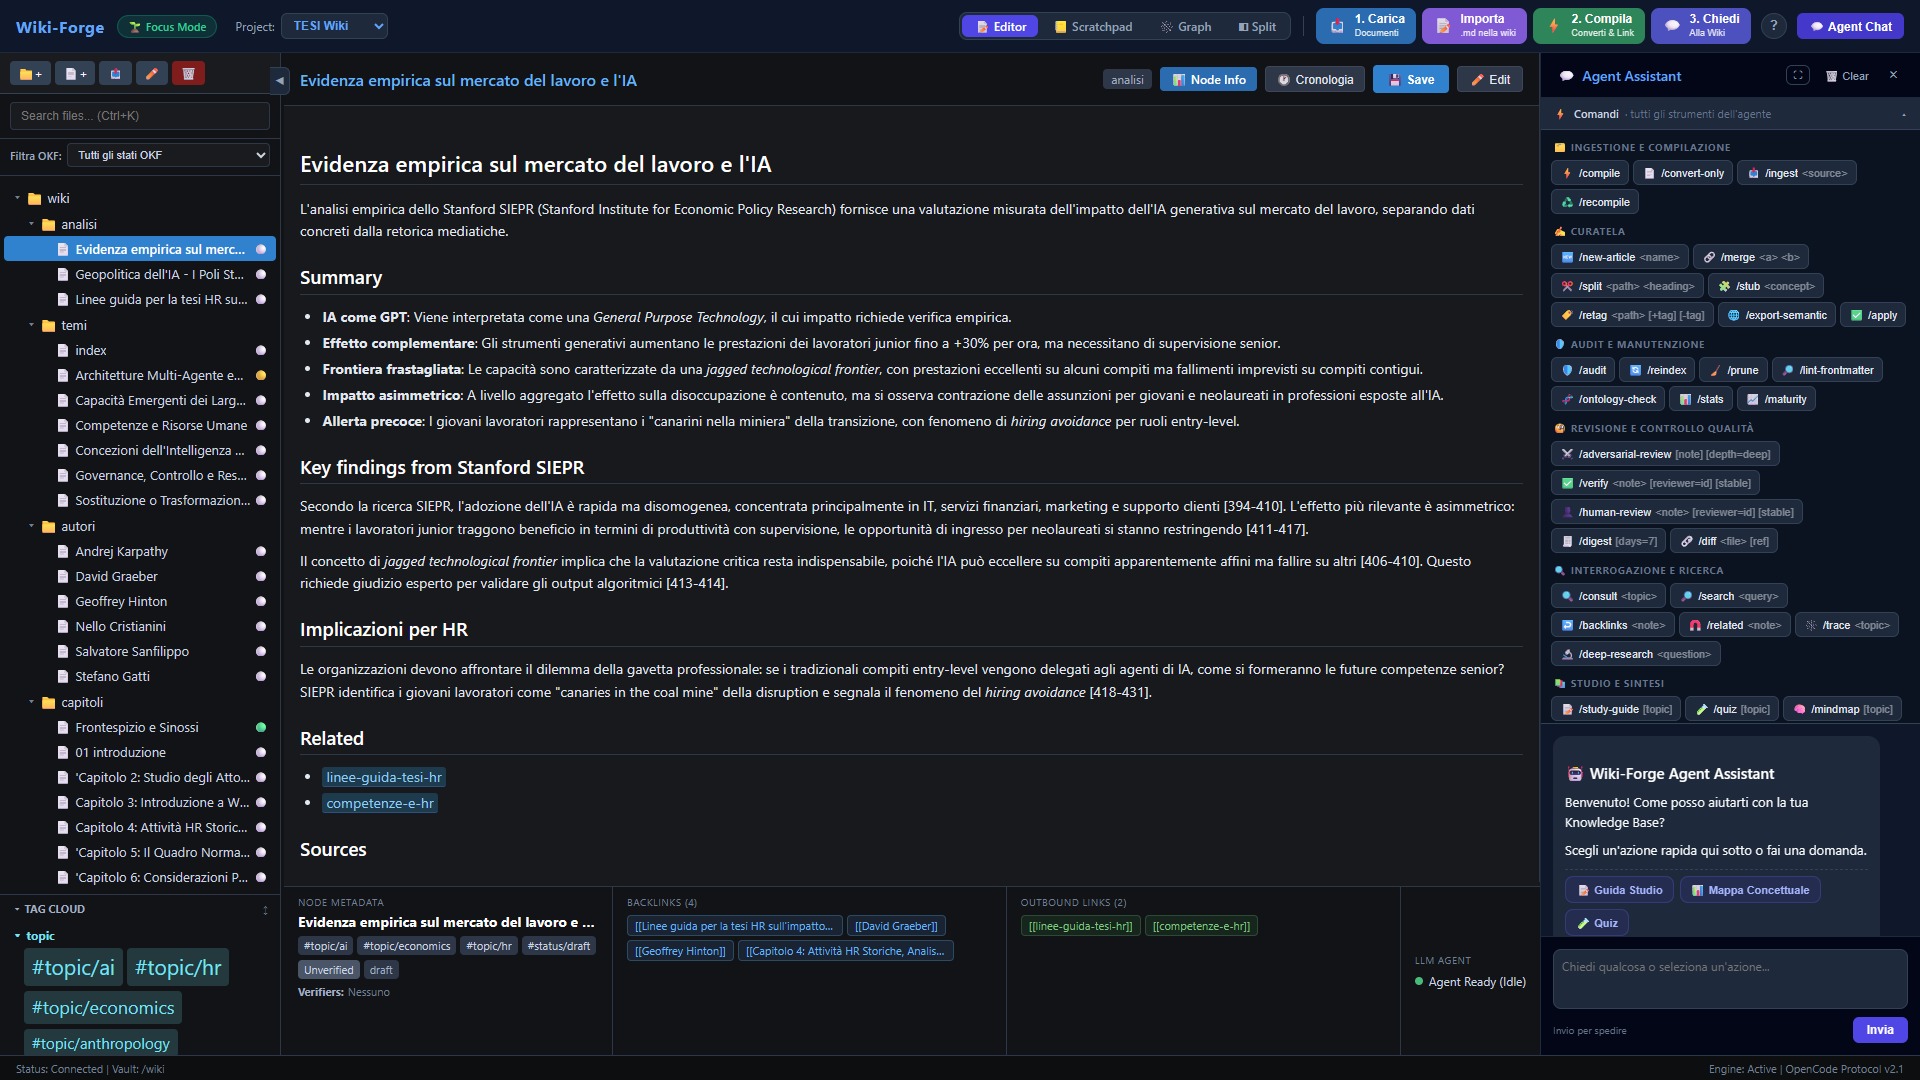 Wiki-Forge
Focus Mode
Project:
TESI Wiki
Editor
Scratchpad
Graph
Split
1. Carica
Documenti
Importa
.md nella wiki
2. Compila
Converti & Link
3. Chiedi
Alla Wiki
?
Agent Chat
+
+
Search files... (Ctrl+K)
Filtra OKF:
Tutti gli stati OKF
wiki
analisi
Evidenza empirica sul merc...
Geopolitica dell'IA - I Poli St...
Linee guida per la tesi HR su...
temi
index
Architetture Multi-Agente e...
Capacità Emergenti dei Larg...
Competenze e Risorse Umane
Concezioni dell'Intelligenza ...
Governance, Controllo e Res...
Sostituzione o Trasformazion...
autori
Andrej Karpathy
David Graeber
Geoffrey Hinton
Nello Cristianini
Salvatore Sanfilippo
Stefano Gatti
capitoli
Frontespizio e Sinossi
01 introduzione
'Capitolo 2: Studio degli Atto...
Capitolo 3: Introduzione a W...
Capitolo 4: Attività HR Storic...
'Capitolo 5: Il Quadro Norma...
'Capitolo 6: Considerazioni P...
TAG CLOUD
topic
#topic/ai
#topic/hr
#topic/economics
#topic/anthropology
Evidenza empirica sul mercato del lavoro e l'IA
analisi
Node Info
Cronologia
Save
Edit
Evidenza empirica sul mercato del lavoro e l'IA
L'analisi empirica dello Stanford SIEPR (Stanford Institute for Economic Policy Research) fornisce una valutazione misurata dell'impatto dell'IA generativa sul mercato del lavoro, separando dati
concreti dalla retorica mediatiche.
Summary
• IA come GPT: Viene interpretata come una General Purpose Technology, il cui impatto richiede verifica empirica.
• Effetto complementare: Gli strumenti generativi aumentano le prestazioni dei lavoratori junior fino a +30% per ora, ma necessitano di supervisione senior.
• Frontiera frastagliata: Le capacità sono caratterizzate da una jagged technological frontier, con prestazioni eccellenti su alcuni compiti ma fallimenti imprevisti su compiti contigui.
• Impatto asimmetrico: A livello aggregato l'effetto sulla disoccupazione è contenuto, ma si osserva contrazione delle assunzioni per giovani e neolaureati in professioni esposte all'IA.
• Allerta precoce: I giovani lavoratori rappresentano i "canarini nella miniera" della transizione, con fenomeno di hiring avoidance per ruoli entry-level.
Key findings from Stanford SIEPR
Secondo la ricerca SIEPR, l'adozione dell'IA è rapida ma disomogenea, concentrata principalmente in IT, servizi finanziari, marketing e supporto clienti [394-410]. L'effetto più rilevante è asimmetrico:
mentre i lavoratori junior traggono beneficio in termini di produttività con supervisione, le opportunità di ingresso per neolaureati si stanno restringendo [411-417].
Il concetto di jagged technological frontier implica che la valutazione critica resta indispensabile, poiché l'IA può eccellere su compiti apparentemente affini ma fallire su altri [406-410]. Questo
richiede giudizio esperto per validare gli output algoritmici [413-414].
Implicazioni per HR
Le organizzazioni devono affrontare il dilemma della gavetta professionale: se i tradizionali compiti entry-level vengono delegati agli agenti di IA, come si formeranno le future competenze senior?
SIEPR identifica i giovani lavoratori come "canaries in the coal mine" della disruption e segnala il fenomeno del hiring avoidance [418-431].
Related
• linee-guida-tesi-hr
• competenze-e-hr
Sources
NODE METADATA
Evidenza empirica sul mercato del lavoro e ...
#topic/ai
#topic/economics
#topic/hr
#status/draft
Unverified
draft
Verifiers: Nessuno
BACKLINKS (4)
[[Linee guida per la tesi HR sull'impatto...
[[David Graeber]]
[[Geoffrey Hinton]]
[[Capitolo 4: Attività HR Storiche, Analis...
OUTBOUND LINKS (2)
[[linee-guida-tesi-hr]]
[[competenze-e-hr]]
LLM AGENT
Agent Ready (Idle)
Agent Assistant
Clear
×
Comandi · tutti gli strumenti dell'agente
INGESTIONE E COMPILAZIONE
/compile
/convert-only
/ingest <source>
/recompile
CURATELA
/new-article <name>
/merge <a> <b>
/split <path> <heading>
/stub <concept>
/retag <path> [+tag] [-tag]
/export-semantic
/apply
AUDIT E MANUTENZIONE
/audit
/reindex
/prune
/lint-frontmatter
/ontology-check
/stats
/maturity
REVISIONE E CONTROLLO QUALITÀ
/adversarial-review [note] [depth=deep]
/verify <note> [reviewer=id] [stable]
/human-review <note> [reviewer=id] [stable]
/digest [days=7]
/diff <file> [ref]
INTERROGAZIONE E RICERCA
/consult <topic>
/search <query>
/backlinks <note>
/related <note>
/trace <topic>
/deep-research <question>
STUDIO E SINTESI
/study-guide [topic]
/quiz [topic]
/mindmap [topic]
Wiki-Forge Agent Assistant
Benvenuto! Come posso aiutarti con la tua
Knowledge Base?
Scegli un'azione rapida qui sotto o fai una domanda.
Guida Studio
Mappa Concettuale
Quiz
Chiedi qualcosa o seleziona un'azione...
Invio per spedire
Invia
Status: Connected | Vault: /wiki
Engine: Active | OpenCode Protocol v2.1